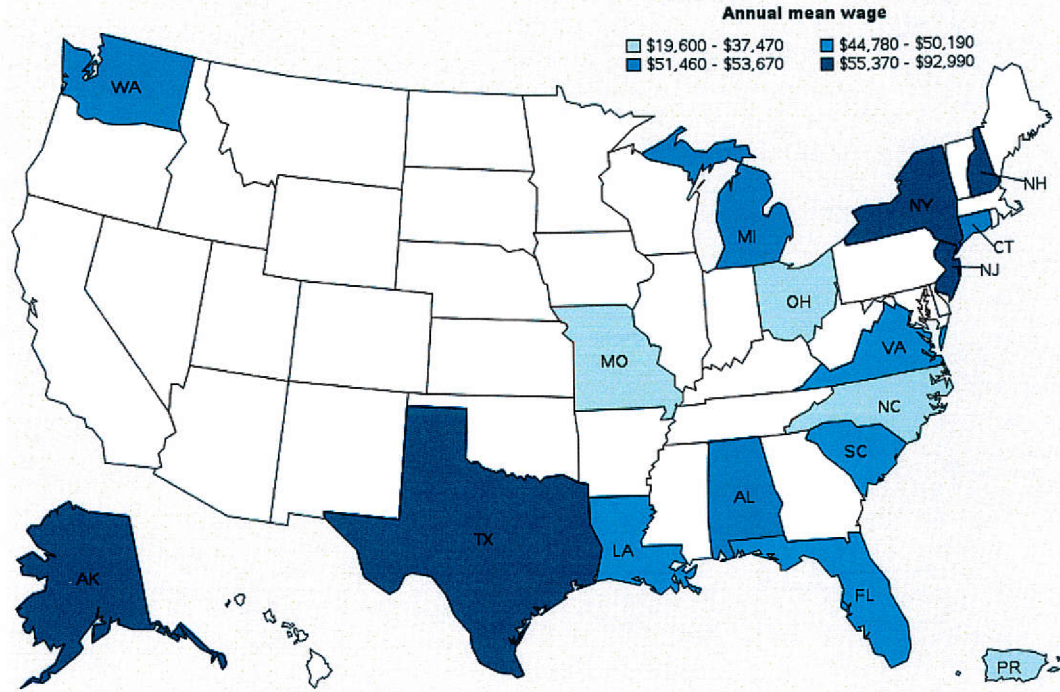 Annual mean wage
$19,600 - $37,470 $44,780 - $50,190
$51,460 - $53,670 $55,370 - $92,990
WA
NH
NY
MI
CT
NJ
OH
VA
MO
NC
SC
AL
TX
LA
AK
FL
PR